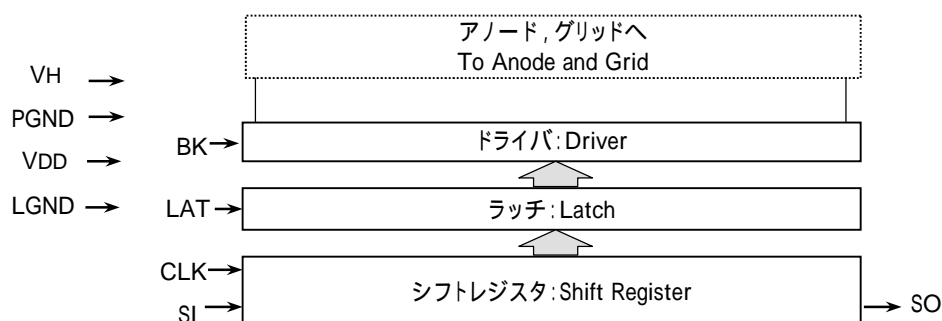 アノード , グリッドへ
To Anode and Grid
VH
PGND
BK
ドライバ : Driver
VDD
LGND
LAT
ラッチ : Latch
CLK
シフトレジスタ : Shift Register
SI
SO